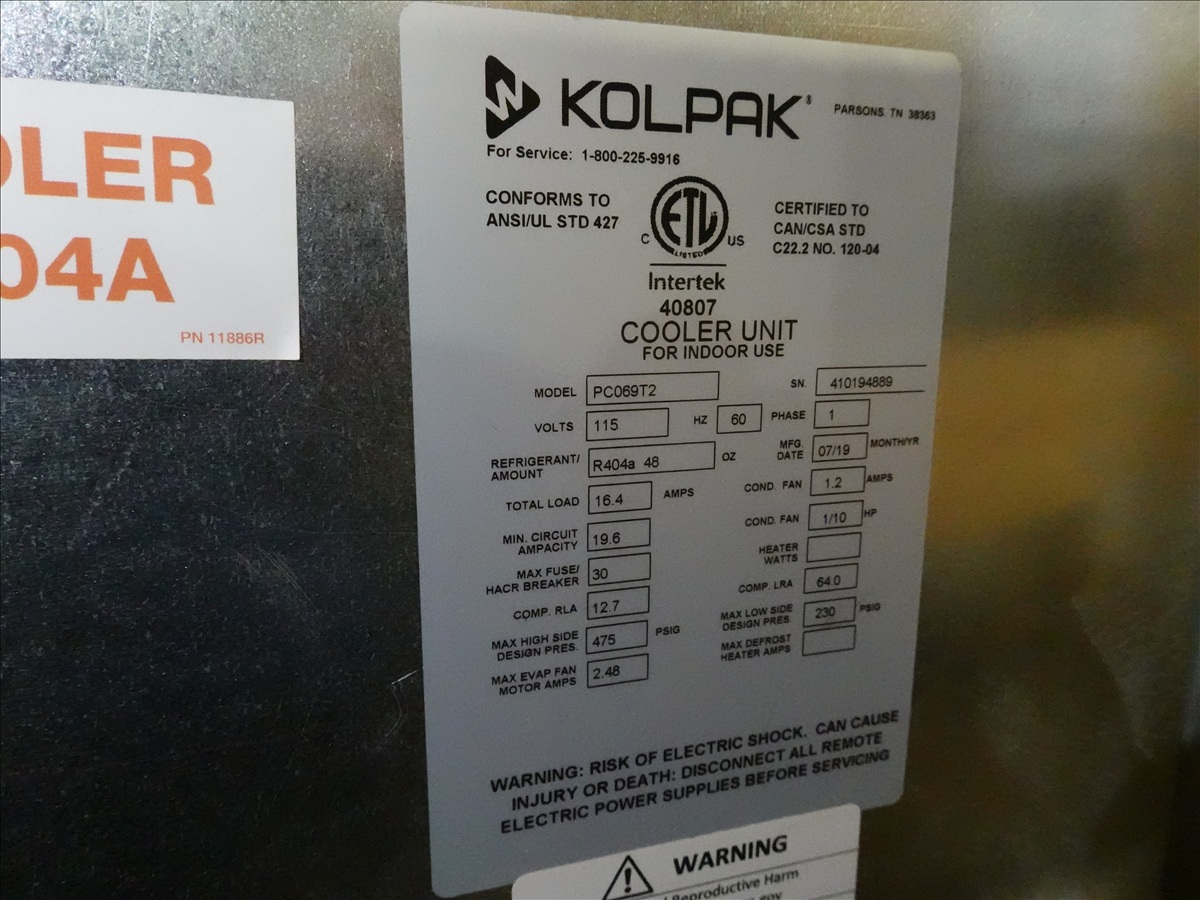 LER
04A
PN 11886R
KOLPAK®
PARSONS, TN 38363
For Service: 1-800-225-9916
CONFORMS TO
ANSI/UL STD 427
C ETL US
LISTED
Intertek
40807
CERTIFIED TO
CAN/CSA STD
C22.2 NO. 120-04
COOLER UNIT
FOR INDOOR USE
MODEL PC069T2 SN. 410194889
VOLTS 115 HZ 60 PHASE 1
REFRIGERANT/
AMOUNT R404a 48 OZ
MFG.
DATE 07/19 MONTH/YR
TOTAL LOAD 16.4 AMPS COND. FAN 1.2 AMPS
MIN. CIRCUIT
AMPACITY 19.6
COND. FAN 1/10 HP
MAX FUSE/
HACR BREAKER 30
HEATER
WATTS
COMP. RLA 12.7 COMP. LRA 64.0
MAX HIGH SIDE
DESIGN PRES. 475 PSIG
MAX LOW SIDE
DESIGN PRES. 230 PSIG
MAX EVAP FAN
MOTOR AMPS 2.48
MAX DEFROST
HEATER AMPS
WARNING: RISK OF ELECTRIC SHOCK. CAN CAUSE
INJURY OR DEATH: DISCONNECT ALL REMOTE
ELECTRIC POWER SUPPLIES BEFORE SERVICING
WARNING
Reproductive Harm
.gov